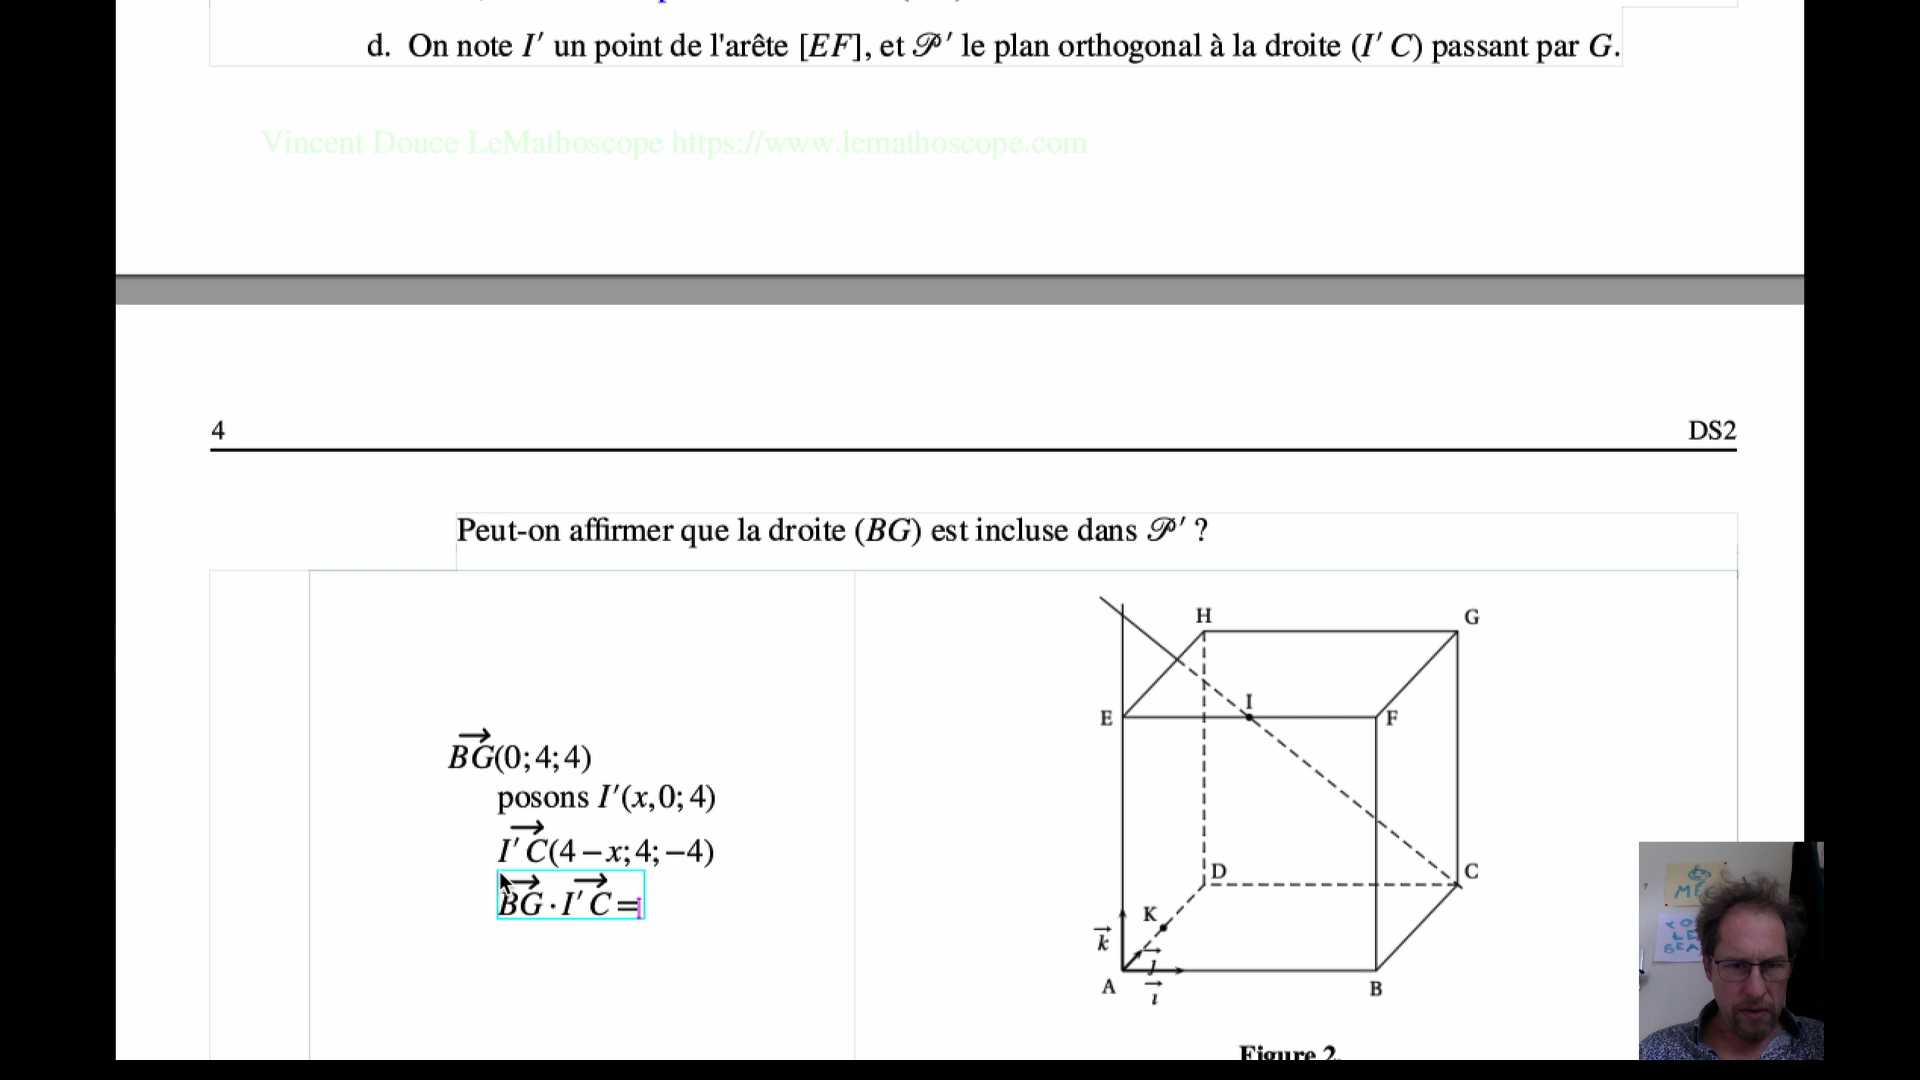 d. On note I′ un point de l'arête [EF], et 𝒫′ le plan orthogonal à la droite (I′ C) passant par G.
Vincent Douce LeMathoscope https://www.lemathoscope.com
4 DS2
Peut-on affirmer que la droite (BG) est incluse dans 𝒫′ ?
H G
I
E F
BG⃗(0; 4; 4)
posons I′(x,0; 4)
I′C⃗(4 − x; 4; −4)
BG⃗ · I′C⃗ =
D C
K
k⃗
j⃗
A B
i⃗
Figure 2.